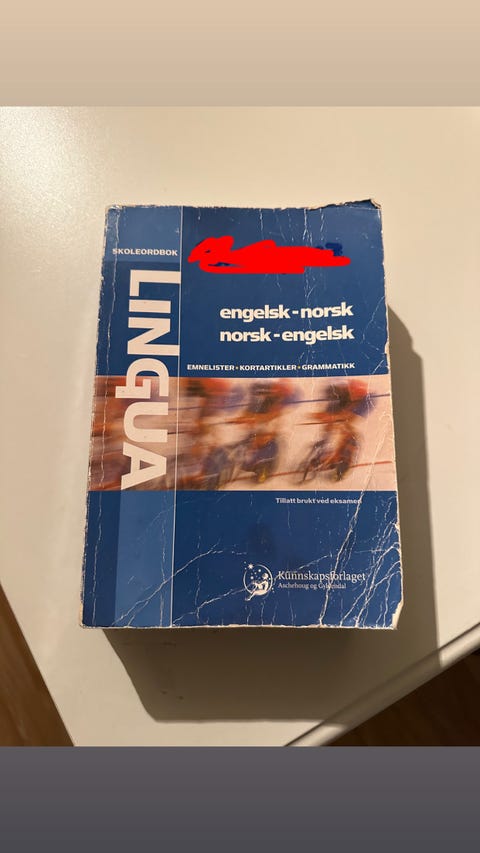 SKOLEORDBOK
LINGUA
engelsk-norsk
norsk-engelsk
EMNELISTER • KORTARTIKLER • GRAMMATIKK
Tillatt brukt ved eksamen
Kunnskapsforlaget
Aschehoug og Gyldendal